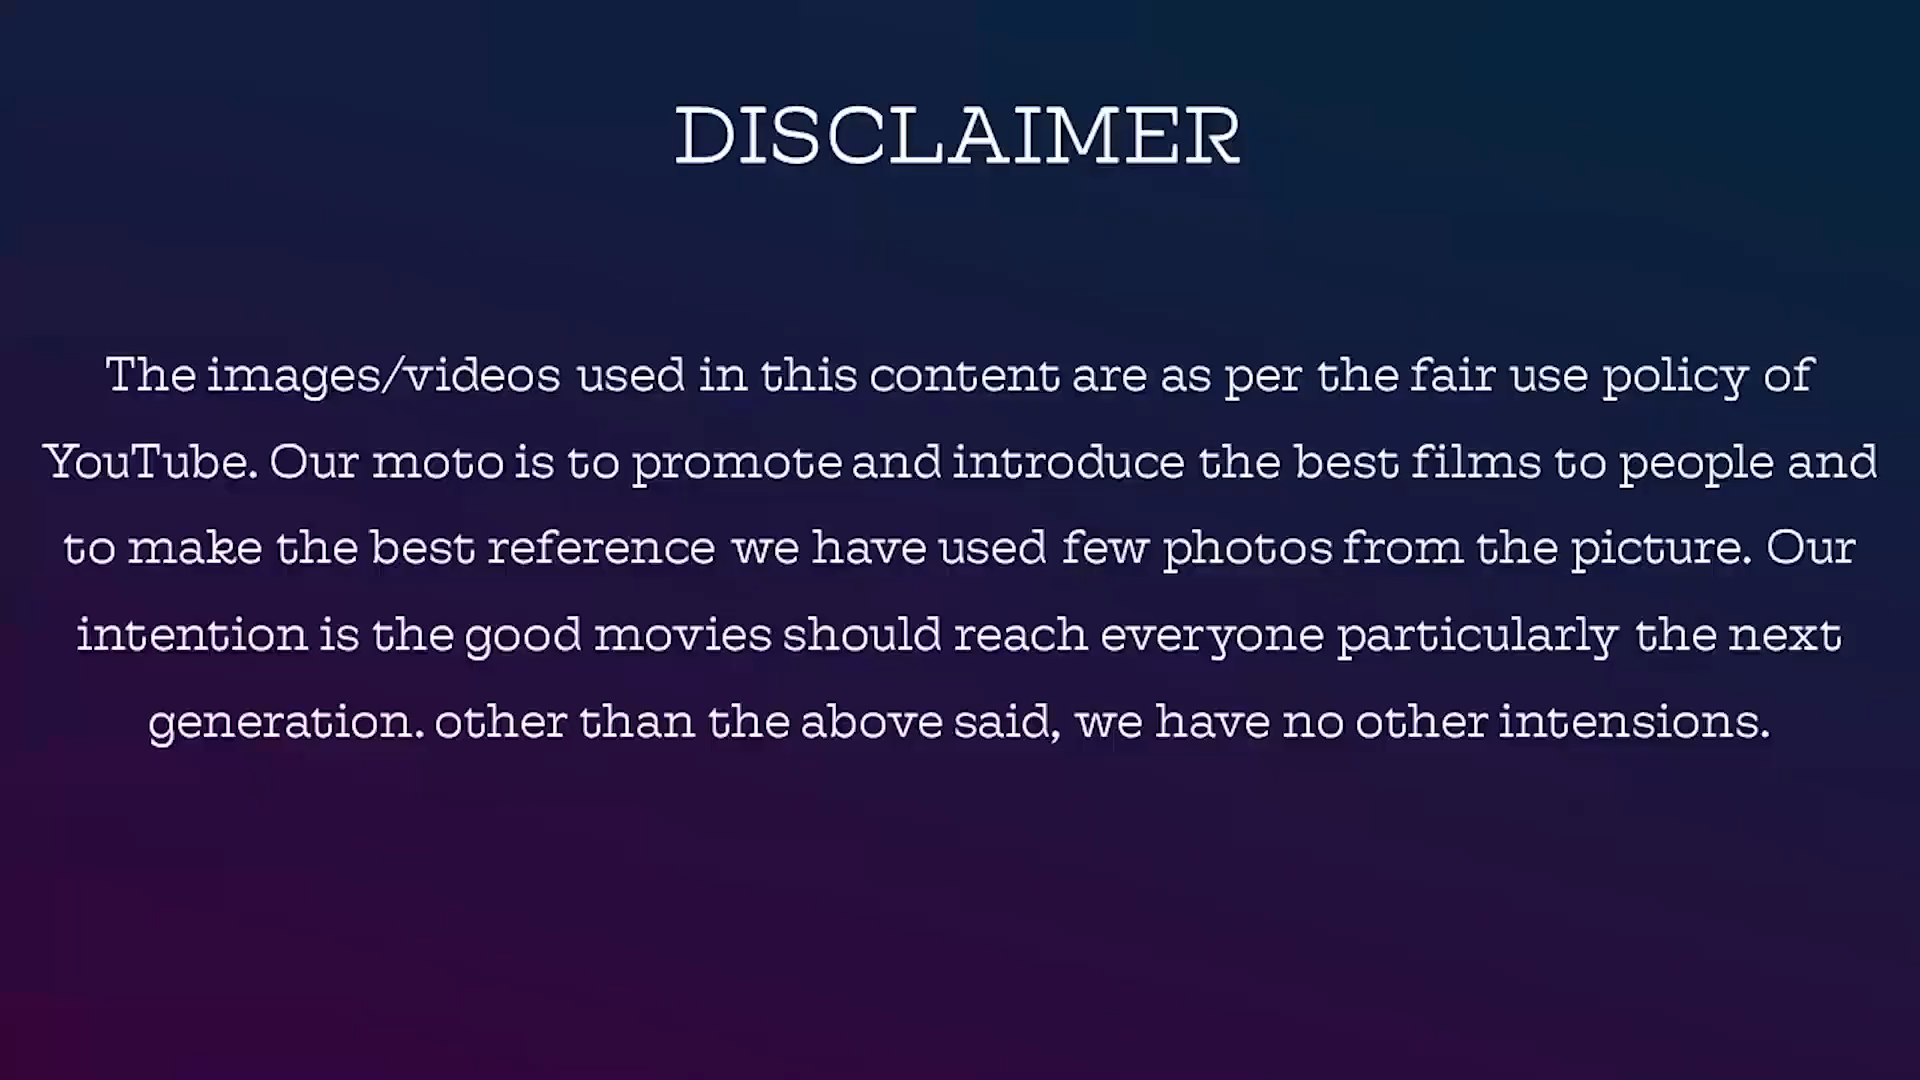 DISCLAIMER
The images/videos used in this content are as per the fair use policy of
YouTube. Our moto is to promote and introduce the best films to people and
to make the best reference we have used few photos from the picture. Our
intention is the good movies should reach everyone particularly the next
generation. other than the above said, we have no other intensions.